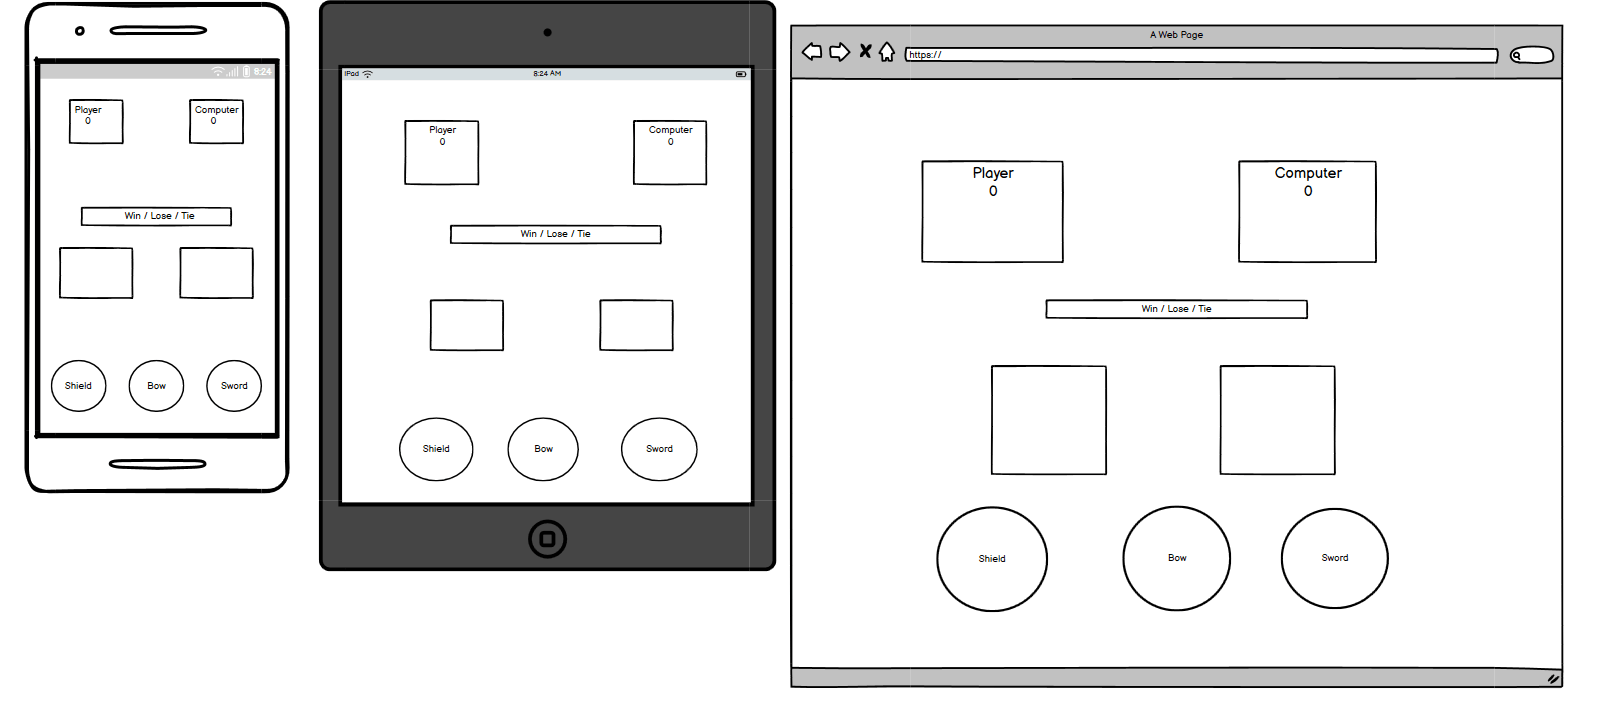 8:24
Player
0
Computer
0
Win / Lose / Tie
Shield
Bow
Sword
iPad
8:24 AM
Player
0
Computer
0
Win / Lose / Tie
Shield
Bow
Sword
A Web Page
https://
Player
0
Computer
0
Win / Lose / Tie
Shield
Bow
Sword